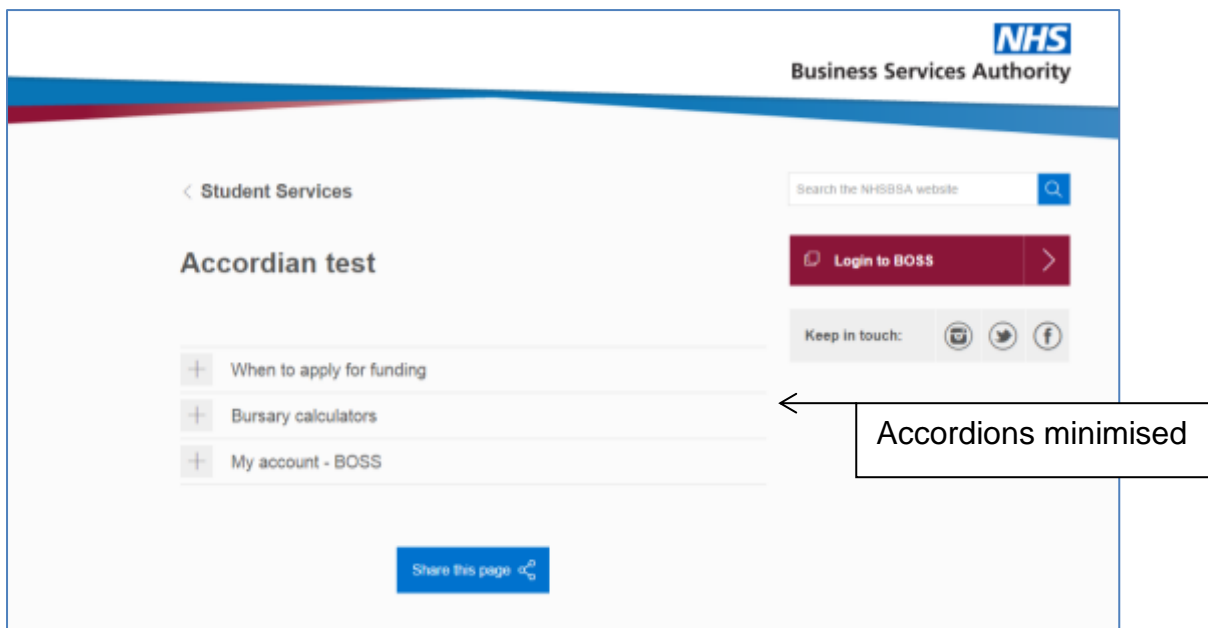 NHS
Business Services Authority
< Student Services
Search the NHSBSA website
Accordian test
Login to BOSS
Keep in touch:
When to apply for funding
Bursary calculators
My account - BOSS
Accordions minimised
Share this page